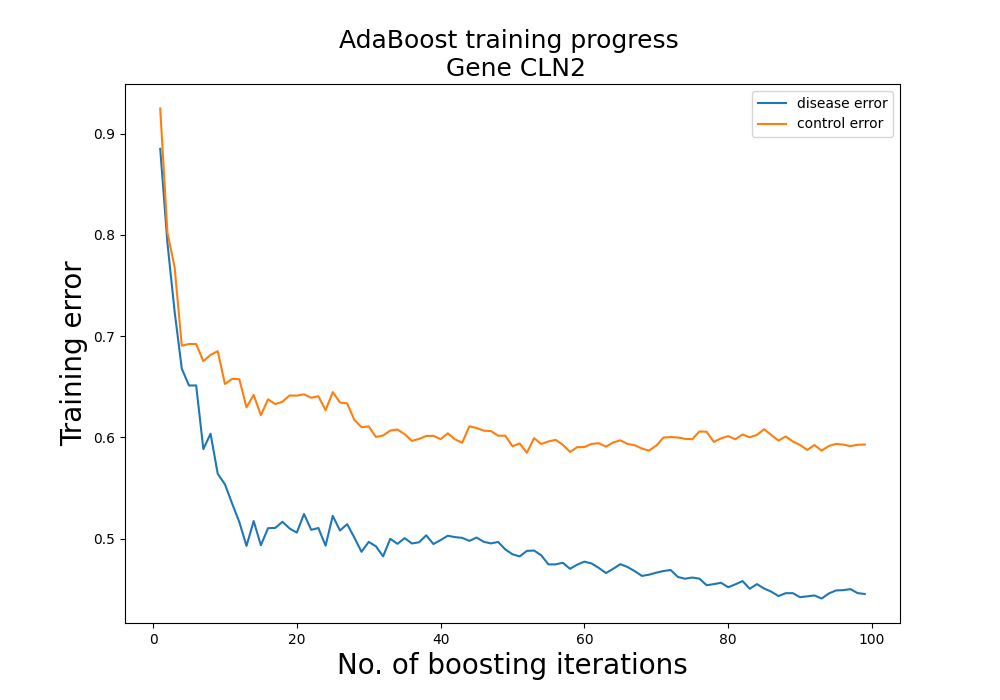 AdaBoost training progress
Gene CLN2
disease error
control error
Training error
0.9
0.8
0.7
0.6
0.5
0
20
40
60
80
100
No. of boosting iterations